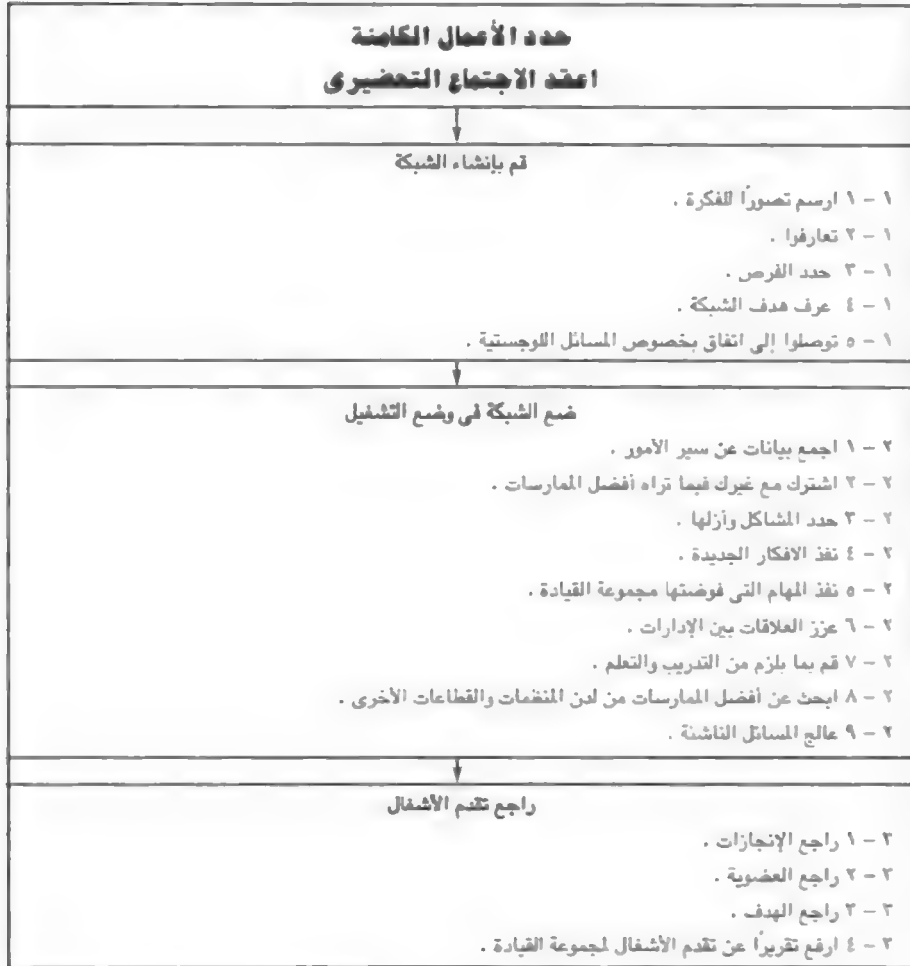 حدد الأعمال الكامنة
اعقد الاجتماع التحضيرى
قم بإنشاء الشبكة
١ - ١ ارسم تصورًا للفكرة .
١ - ٢ تعارفوا .
١ - ٣ حدد الفرص .
١ - ٤ عرف هدف الشبكة .
١ - ٥ توصلوا إلى اتفاق بخصوص المسائل اللوجستية .
ضع الشبكة فى وضع التشغيل
٢ - ١ اجمع بيانات عن سير الأمور .
٢ - ٢ اشترك مع غيرك فيما تراه أفضل الممارسات .
٢ - ٣ حدد المشاكل وأزلها .
٢ - ٤ نفذ الافكار الجديدة .
٢ - ٥ نفذ المهام التى فوضتها مجموعة القيادة .
٢ - ٦ عزز العلاقات بين الإدارات .
٢ - ٧ قم بما يلزم من التدريب والتعلم .
٢ - ٨ ابحث عن أفضل الممارسات من لدن المنظمات والقطاعات الأخرى .
٢ - ٩ عالج المسائل الناشئة .
راجع تقدم الأشغال
٣ - ١ راجع الإنجازات .
٣ - ٢ راجع العضوية .
٣ - ٣ راجع الهدف .
٣ - ٤ ارفع تقريرًا عن تقدم الأشغال لمجموعة القيادة .